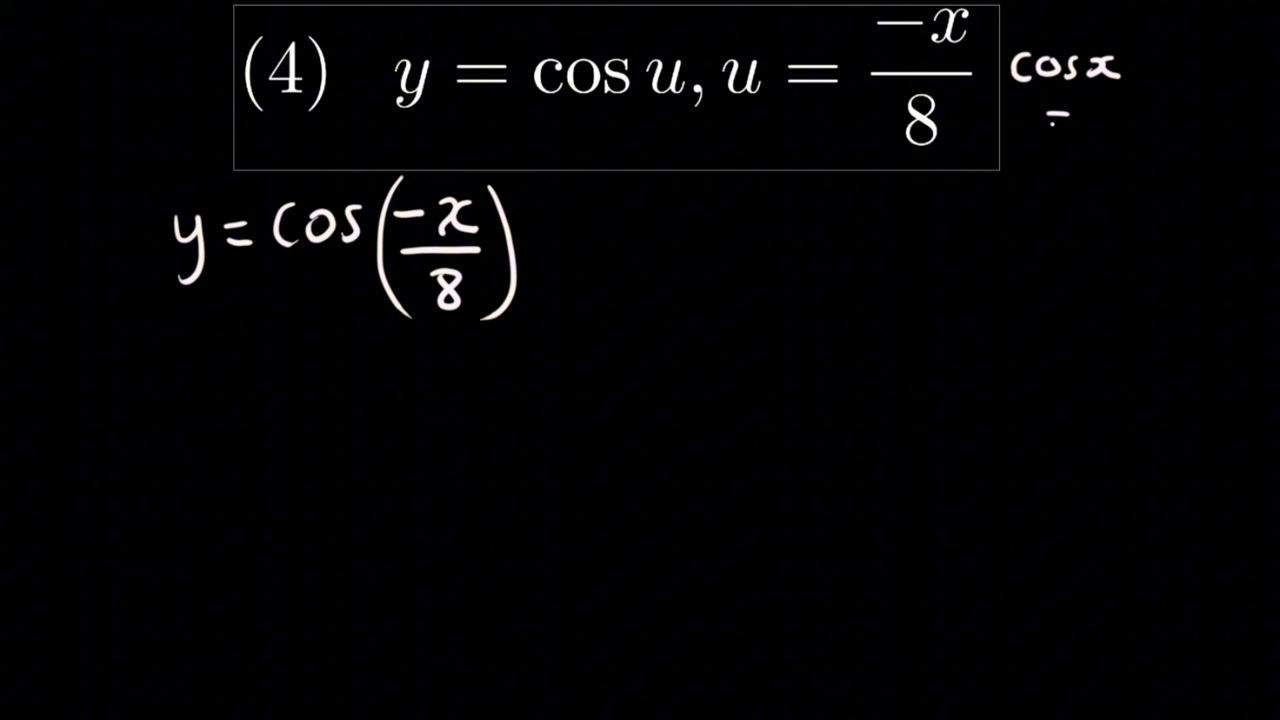 (4) y = cos u, u = -x/8 cos x
y = cos(-x/8)